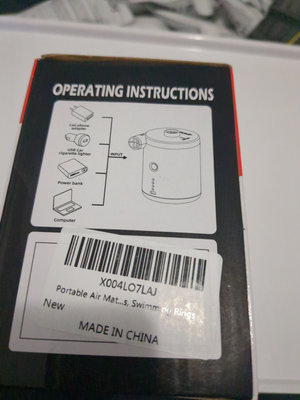 OPERATING INSTRUCTIONS
Cell phone
adapter
USB Car
cigarette lighter
INPUT
Power bank
Computer
X004LO7LAJ
Portable Air Mat...s, Swimming Rings
New
MADE IN CHINA